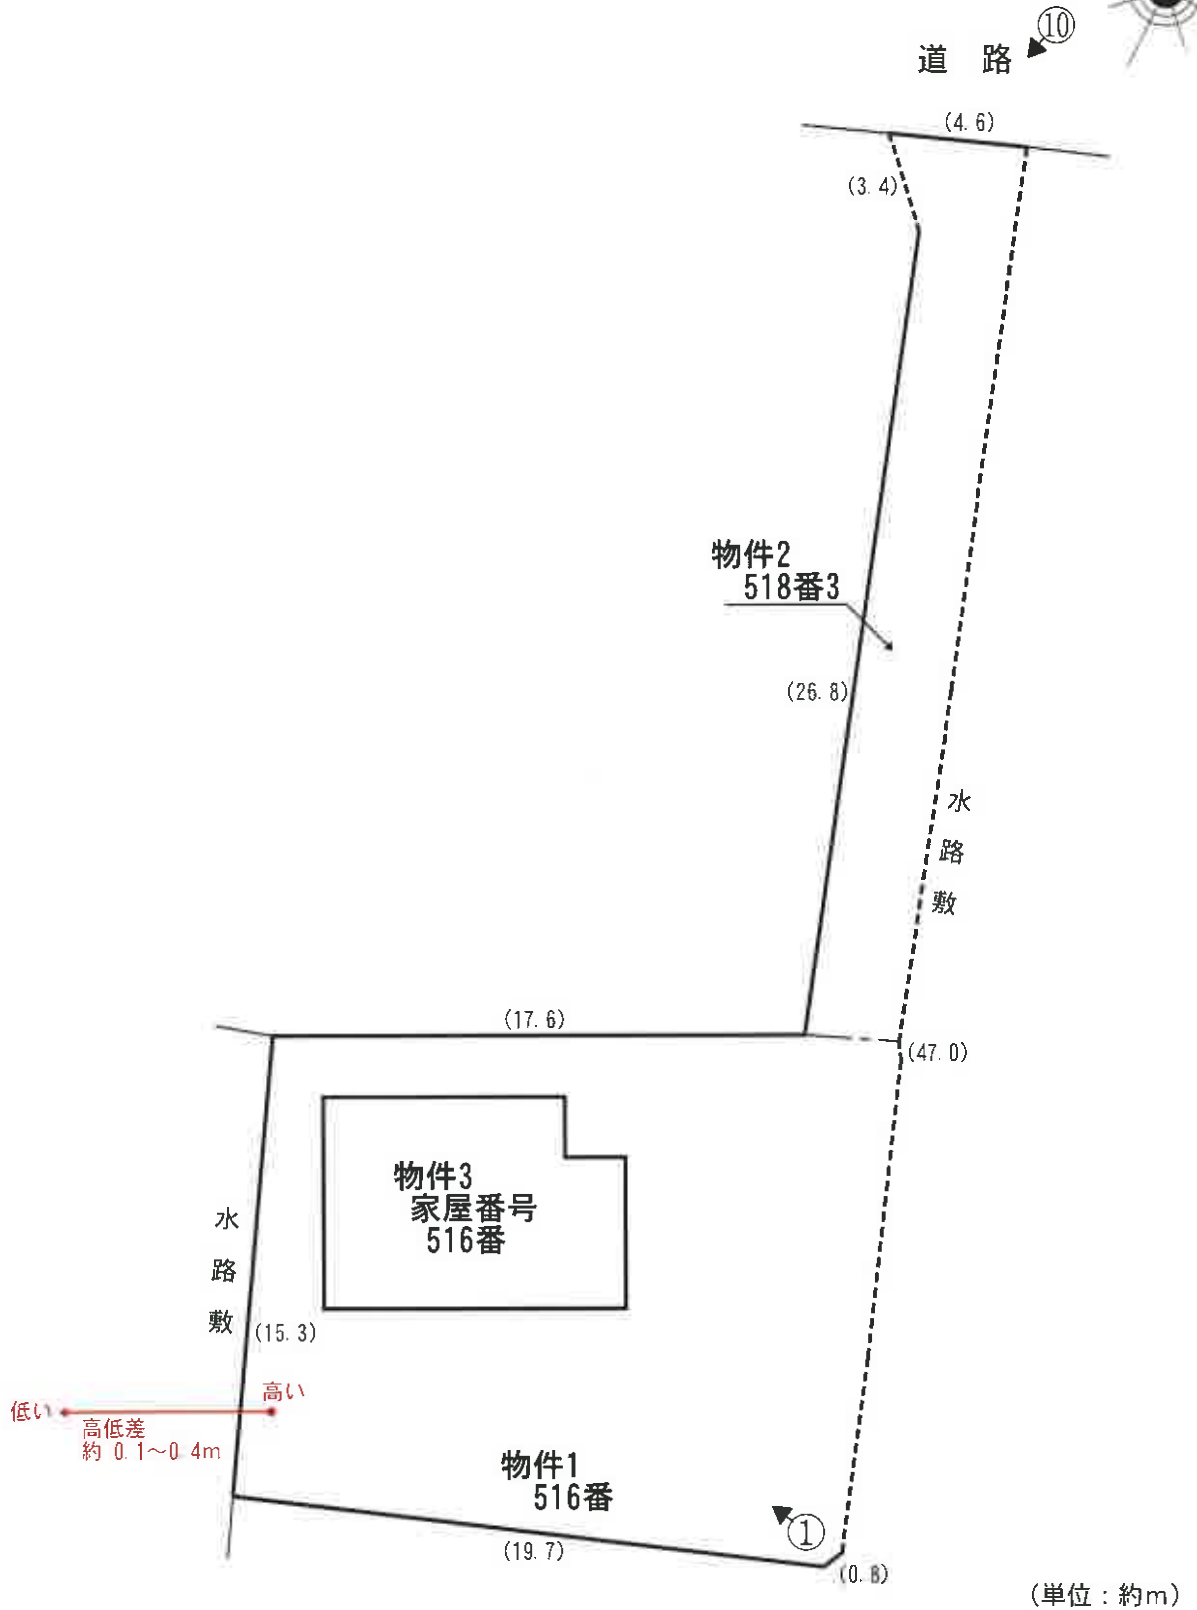 ⑩
道 路
(4.6)
(3.4)
物件2
518番3
(26.8)
水路敷
(17.6)
(47.0)
物件3
家屋番号
516番
水路敷
(15.3)
高い
低い
高低差
約 0.1～0.4m
物件1
516番
①
(19.7)
(0.8)
(単位：約m)